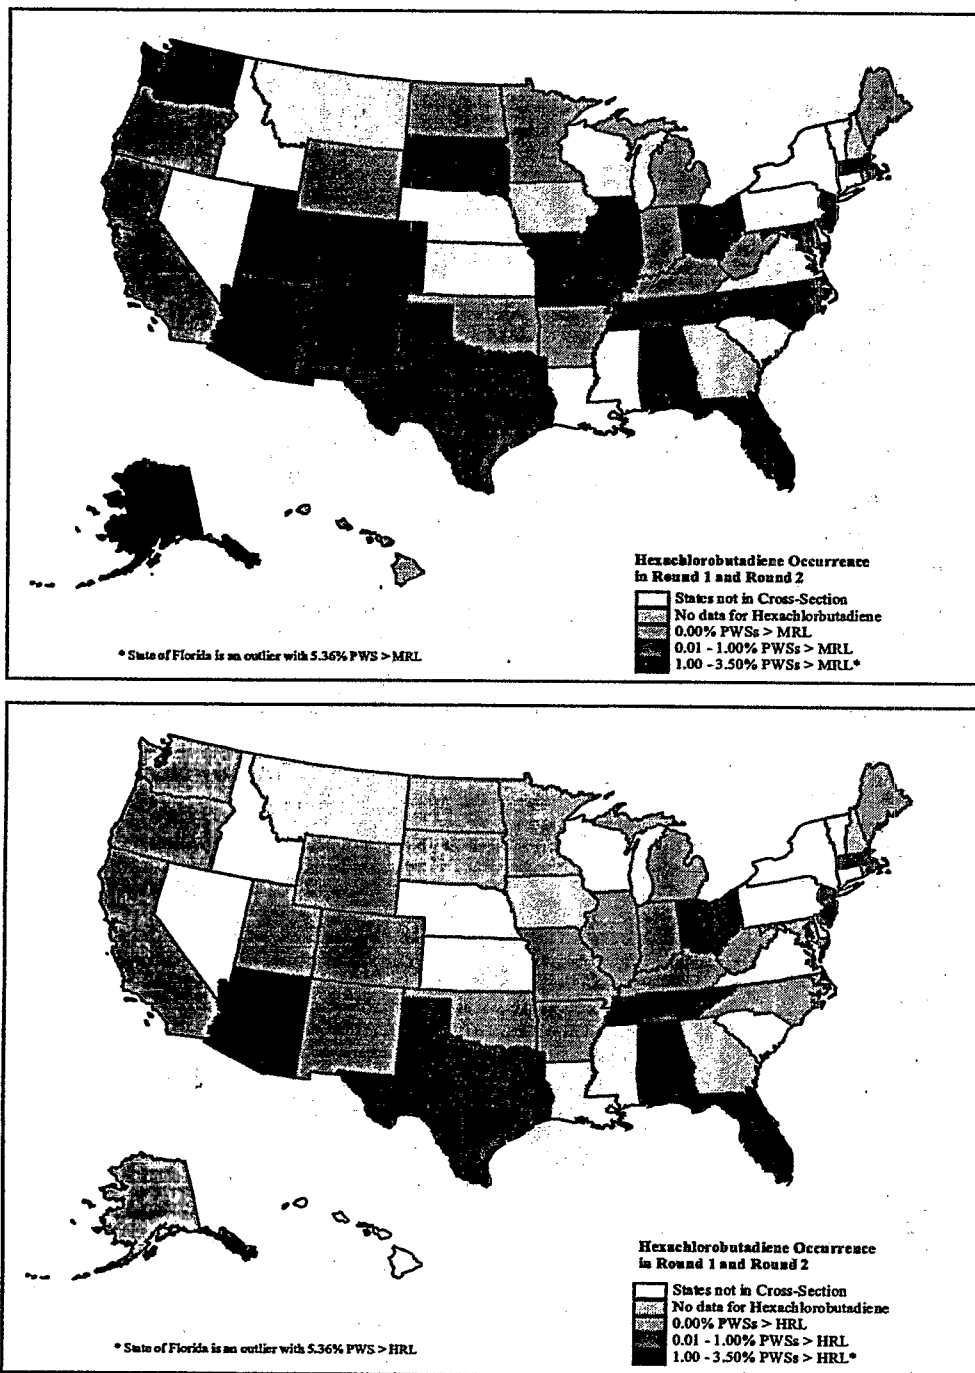 Hexachlorobutadiene Occurrence
in Round 1 and Round 2
States not in Cross-Section
No data for Hexachlorbutadiene
0.00% PWSs > MRL
0.01 - 1.00% PWSs > MRL
1.00 - 3.50% PWSs > MRL*
* State of Florida is an outlier with 5.36% PWS > MRL
Hexachlorobutadiene Occurrence
in Round 1 and Round 2
States not in Cross-Section
No data for Hexachlorobutadiene
0.00% PWSs > HRL
0.01 - 1.00% PWSs > HRL
1.00 - 3.50% PWSs > HRL*
* State of Florida is an outlier with 5.36% PWS > HRL